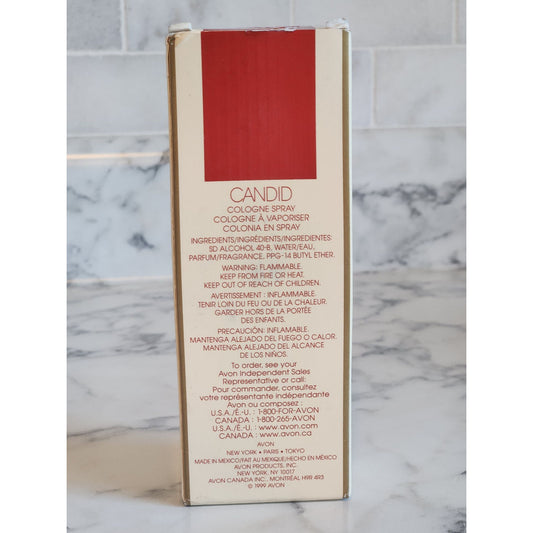 CANDID
COLOGNE SPRAY
COLOGNE À VAPORISER
COLONIA EN SPRAY
INGREDIENTS/INGRÉDIENTS/INGREDIENTES:
SD ALCOHOL 40-B, WATER/EAU,
PARFUM/FRAGRANCE, PPG-14 BUTYL ETHER.
WARNING: FLAMMABLE.
KEEP FROM FIRE OR HEAT.
KEEP OUT OF REACH OF CHILDREN.
AVERTISSEMENT : INFLAMMABLE.
TENIR LOIN DU FEU OU DE LA CHALEUR.
GARDER HORS DE LA PORTÉE
DES ENFANTS.
PRECAUCIÓN: INFLAMABLE.
MANTENGA ALEJADO DEL FUEGO O CALOR.
MANTENGA ALEJADO DEL ALCANCE
DE LOS NIÑOS.
To order, see your
Avon Independent Sales
Representative or call:
Pour commander, consultez
votre représentante indépendante
Avon ou composez :
U.S.A./É.-U. : 1-800-FOR-AVON
CANADA : 1-800-265-AVON
U.S.A./É.-U. : www.avon.com
CANADA : www.avon.ca
AVON
NEW YORK • PARIS • TOKYO
MADE IN MEXICO/FAIT AU MEXIQUE/HECHO EN MÉXICO
AVON PRODUCTS, INC.
NEW YORK, NY 10017
AVON CANADA INC., MONTRÉAL H9R 4R3
© 1999 AVON